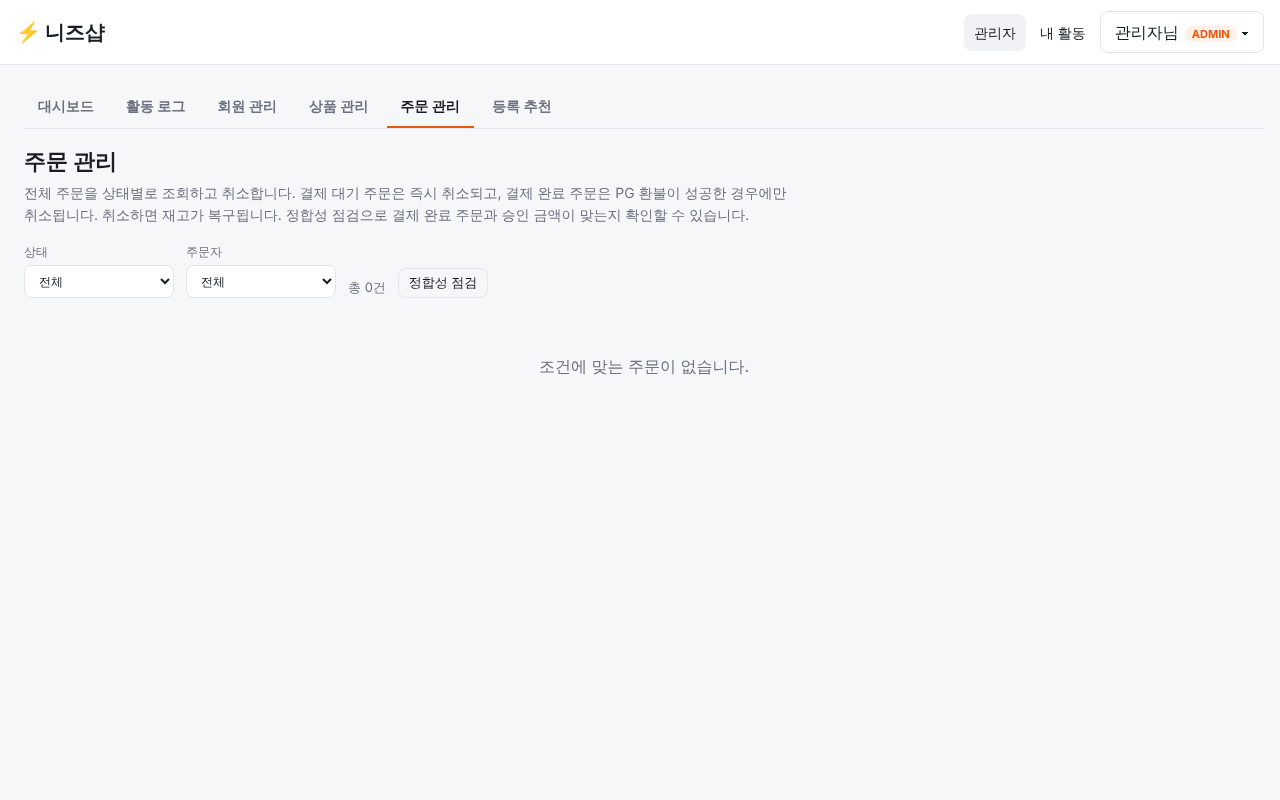 ⚡ 니즈샵
관리자
내 활동
관리자님 ADMIN
대시보드
활동 로그
회원 관리
상품 관리
주문 관리
등록 추천
주문 관리
전체 주문을 상태별로 조회하고 취소합니다. 결제 대기 주문은 즉시 취소되고, 결제 완료 주문은 PG 환불이 성공한 경우에만
취소됩니다. 취소하면 재고가 복구됩니다. 정합성 점검으로 결제 완료 주문과 승인 금액이 맞는지 확인할 수 있습니다.
상태
주문자
전체
전체
총 0건
정합성 점검
조건에 맞는 주문이 없습니다.